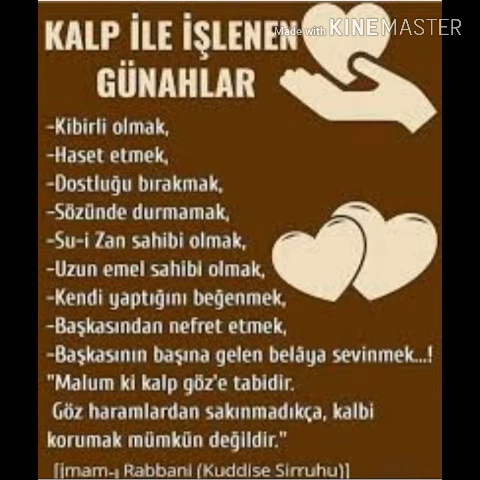 Made with KINEMASTER
KALP İLE İŞLENEN
GÜNAHLAR
-Kibirli olmak,
-Haset etmek,
-Dostluğu bırakmak,
-Sözünde durmamak,
-Su-i Zan sahibi olmak,
-Uzun emel sahibi olmak,
-Kendi yaptığını beğenmek,
-Başkasından nefret etmek,
-Başkasının başına gelen belâya sevinmek...!
"Malum ki kalp göz'e tabidir.
Göz haramlardan sakınmadıkça, kalbi
korumak mümkün değildir."
[İmam-ı Rabbani (Kuddise Sirruhu)]